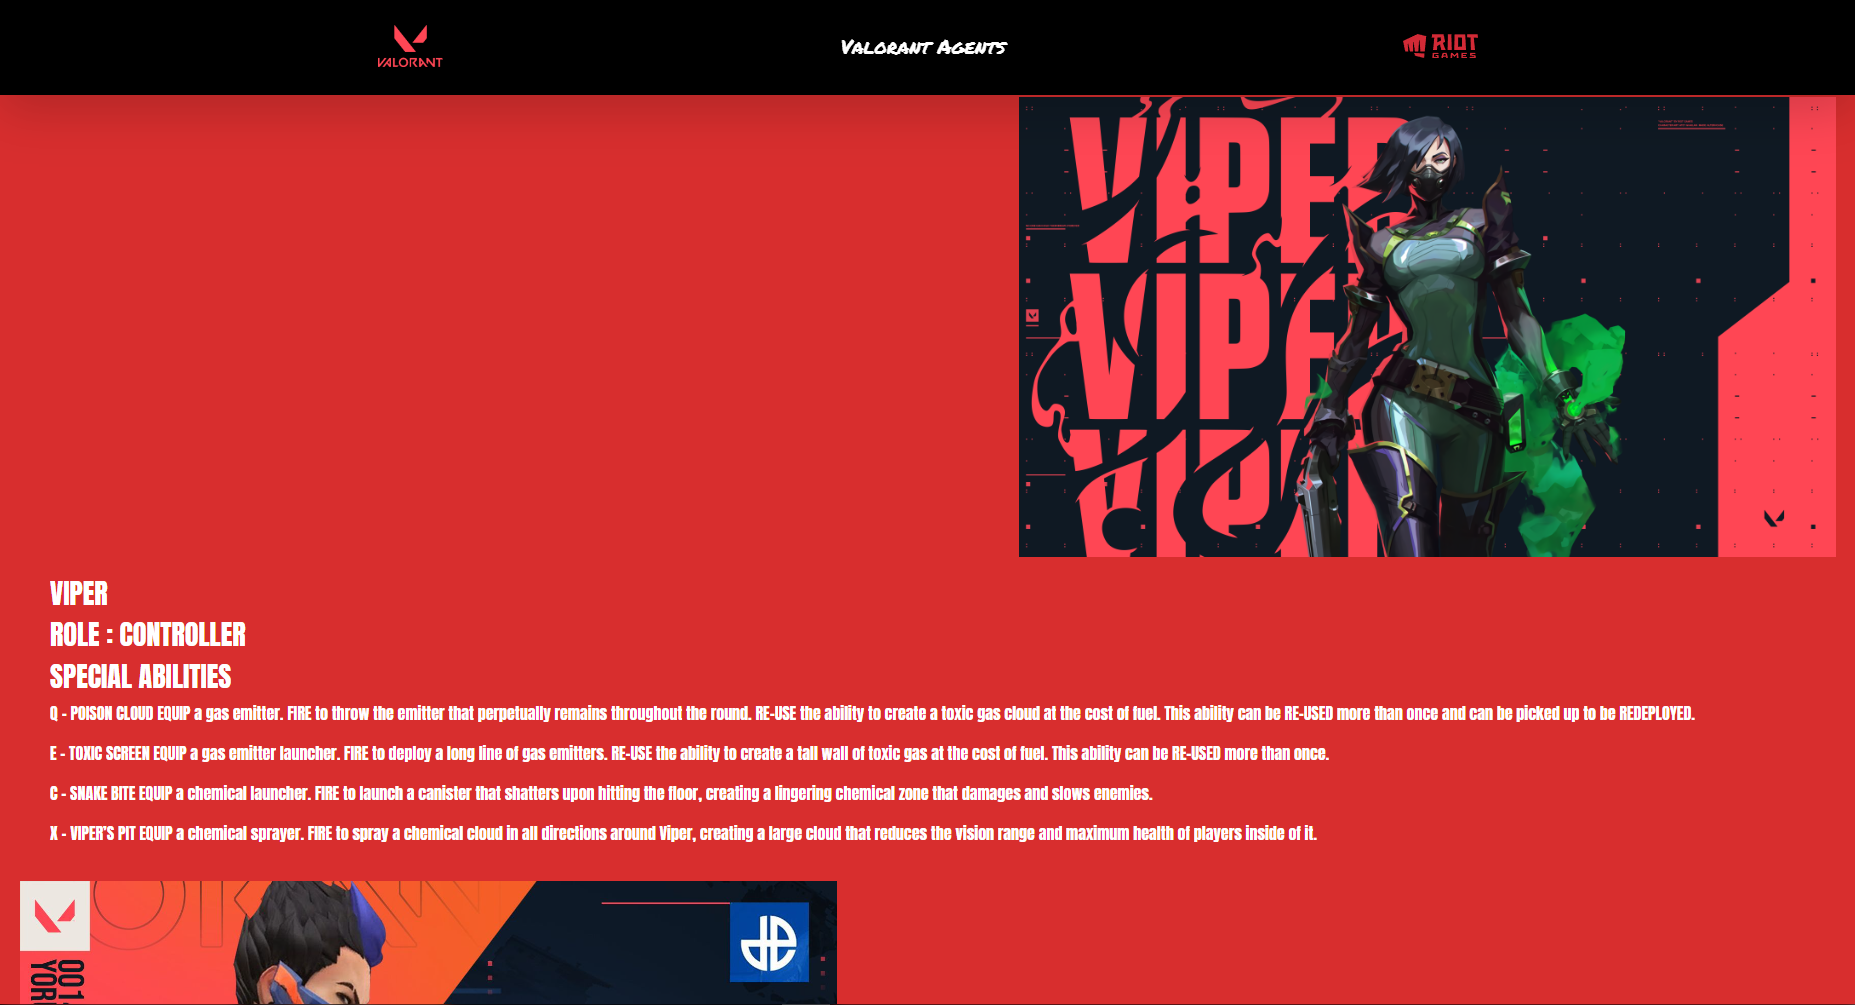 VALORANT
Valorant Agents
RIOT
GAMES
VIPER
VIPER
VIPER
VIPER
ROLE : CONTROLLER
SPECIAL ABILITIES
Q - POISON CLOUD EQUIP a gas emitter. FIRE to throw the emitter that perpetually remains throughout the round. RE-USE the ability to create a toxic gas cloud at the cost of fuel. This ability can be RE-USED more than once and can be picked up to be REDEPLOYED.
E - TOXIC SCREEN EQUIP a gas emitter launcher. FIRE to deploy a long line of gas emitters. RE-USE the ability to create a tall wall of toxic gas at the cost of fuel. This ability can be RE-USED more than once.
C - SNAKE BITE EQUIP a chemical launcher. FIRE to launch a canister that shatters upon hitting the floor, creating a lingering chemical zone that damages and slows enemies.
X - VIPER'S PIT EQUIP a chemical sprayer. FIRE to spray a chemical cloud in all directions around Viper, creating a large cloud that reduces the vision range and maximum health of players inside of it.